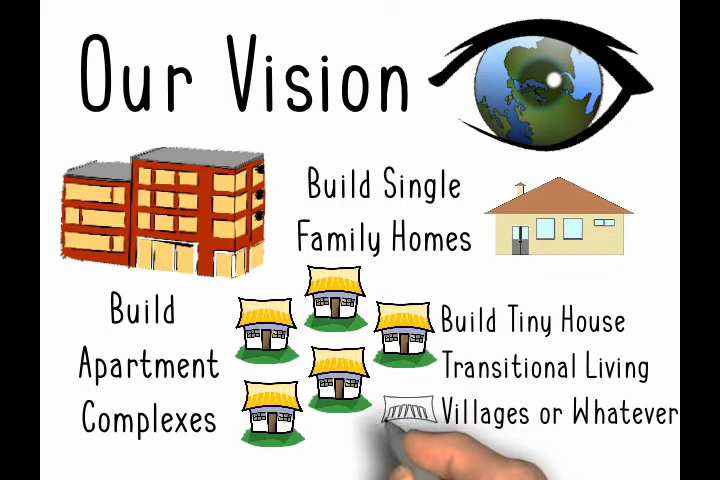 Our Vision
Build Single
Family Homes
Build
Apartment
Complexes
Build Tiny House
Transitional Living
Villages or Whatever